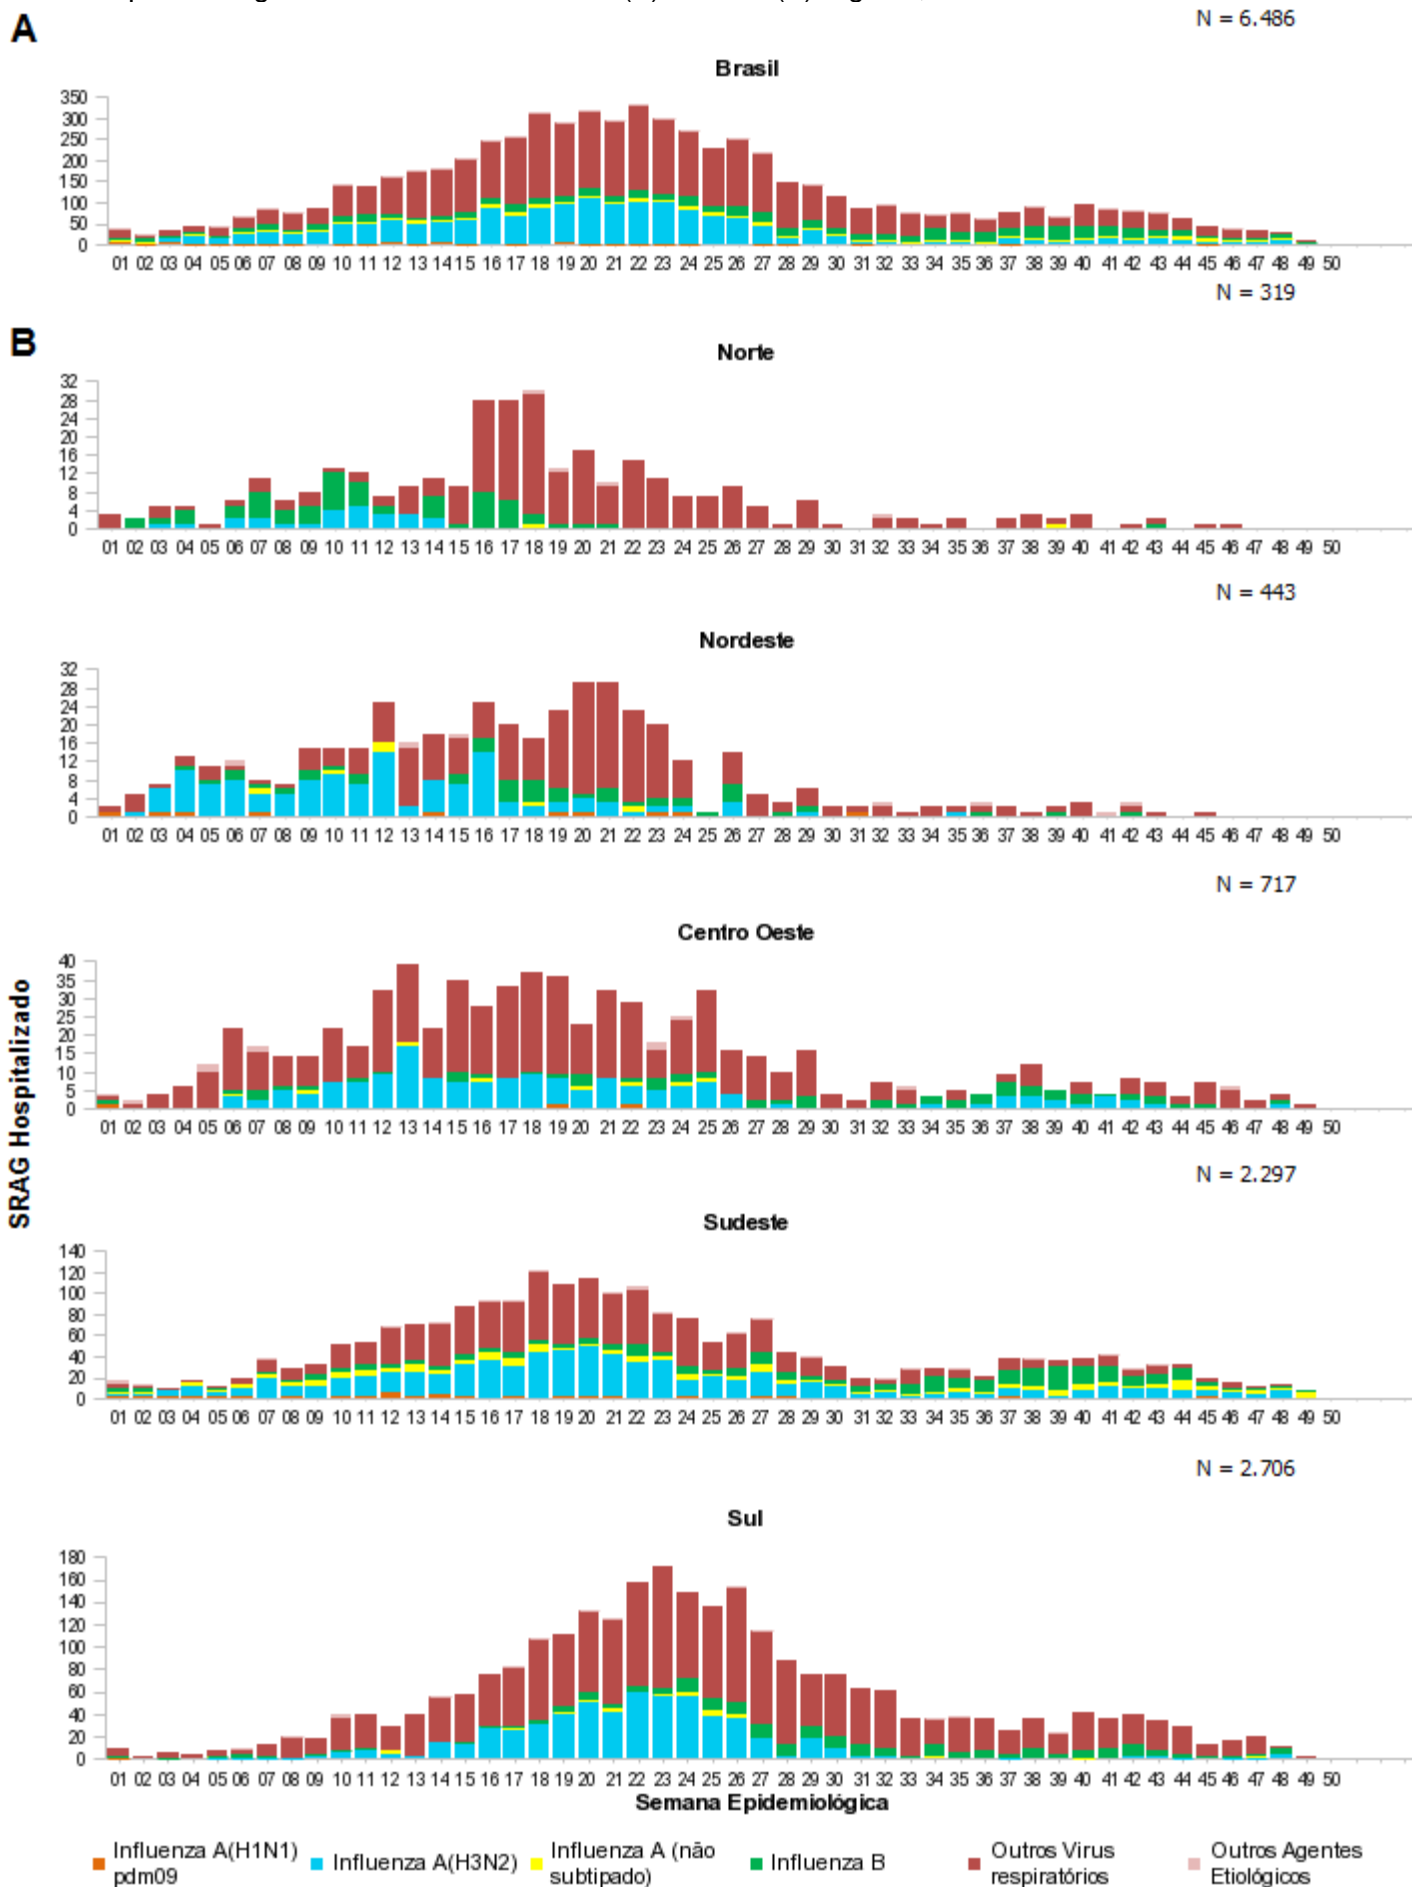 A
N = 6.486
Brasil
350
300
250
200
150
100
50
0
01 02 03 04 05 06 07 08 09 10 11 12 13 14 15 16 17 18 19 20 21 22 23 24 25 26 27 28 29 30 31 32 33 34 35 36 37 38 39 40 41 42 43 44 45 46 47 48 49 50
N = 319
B
Norte
32
28
24
20
16
12
8
4
0
01 02 03 04 05 06 07 08 09 10 11 12 13 14 15 16 17 18 19 20 21 22 23 24 25 26 27 28 29 30 31 32 33 34 35 36 37 38 39 40 41 42 43 44 45 46 47 48 49 50
N = 443
Nordeste
32
28
24
20
16
12
8
4
0
01 02 03 04 05 06 07 08 09 10 11 12 13 14 15 16 17 18 19 20 21 22 23 24 25 26 27 28 29 30 31 32 33 34 35 36 37 38 39 40 41 42 43 44 45 46 47 48 49 50
N = 717
Centro Oeste
40
35
30
25
20
15
10
5
0
01 02 03 04 05 06 07 08 09 10 11 12 13 14 15 16 17 18 19 20 21 22 23 24 25 26 27 28 29 30 31 32 33 34 35 36 37 38 39 40 41 42 43 44 45 46 47 48 49 50
SRAG Hospitalizado
N = 2.297
Sudeste
140
120
100
80
60
40
20
0
01 02 03 04 05 06 07 08 09 10 11 12 13 14 15 16 17 18 19 20 21 22 23 24 25 26 27 28 29 30 31 32 33 34 35 36 37 38 39 40 41 42 43 44 45 46 47 48 49 50
N = 2.706
Sul
180
160
140
120
100
80
60
40
20
0
01 02 03 04 05 06 07 08 09 10 11 12 13 14 15 16 17 18 19 20 21 22 23 24 25 26 27 28 29 30 31 32 33 34 35 36 37 38 39 40 41 42 43 44 45 46 47 48 49 50
Semana Epidemiológica
Influenza A(H1N1)
pdm09
Influenza A(H3N2)
Influenza A (não
subtipado)
Influenza B
Outros Virus
respiratórios
Outros Agentes
Etiológicos